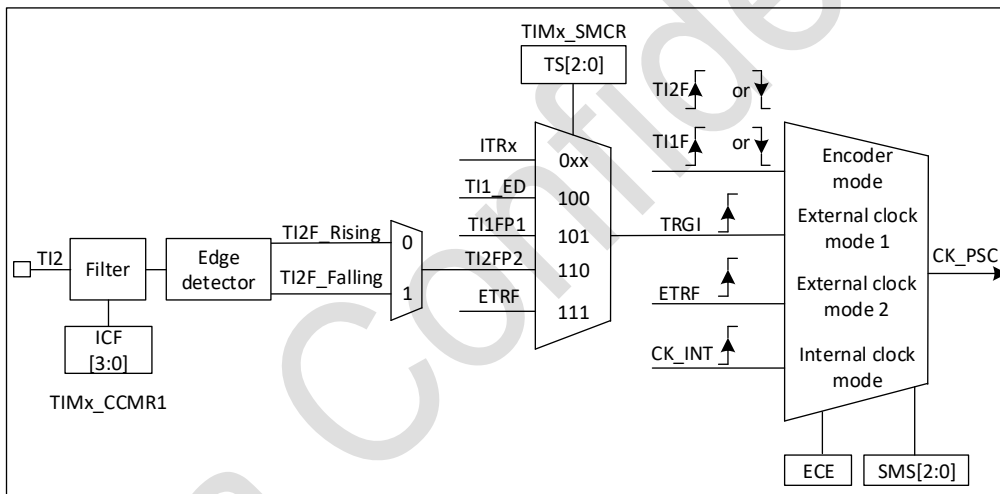 TIMx_SMCR
TS[2:0]
TI2F or
TI1F or
ITRx
0xx
TI1_ED
100
TI1FP1
101
TI2FP2
110
ETRF
111
TI2
Filter
Edge
detector
TI2F_Rising
TI2F_Falling
0
1
ICF
[3:0]
TIMx_CCMR1
TRGI
ETRF
CK_INT
Encoder
mode
External clock
mode 1
External clock
mode 2
Internal clock
mode
CK_PSC
ECE
SMS[2:0]
Confide